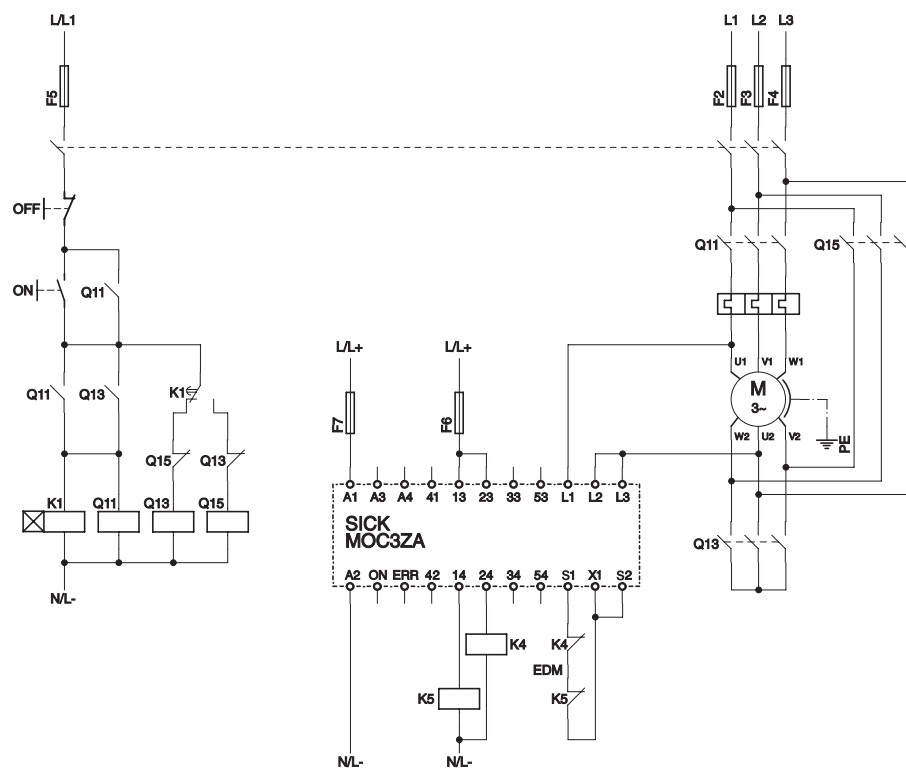 L/L1
L1 L2 L3
F5
F2 F3 F4
OFF
Q11 Q15
ON
Q11
L/L+ L/L+
U1 V1 W1
Q11 Q13 K1
M
3~
F7 F6
W2 U2 V2
PE
Q15 Q13
A1 A3 A4 41 13 23 33 53 L1 L2 L3
K1 Q11 Q13 Q15
SICK
MOC3ZA
Q13
A2 ON ERR 42 14 24 34 54 S1 X1 S2
N/L-
K4 K4
EDM
K5 K5
N/L- N/L-